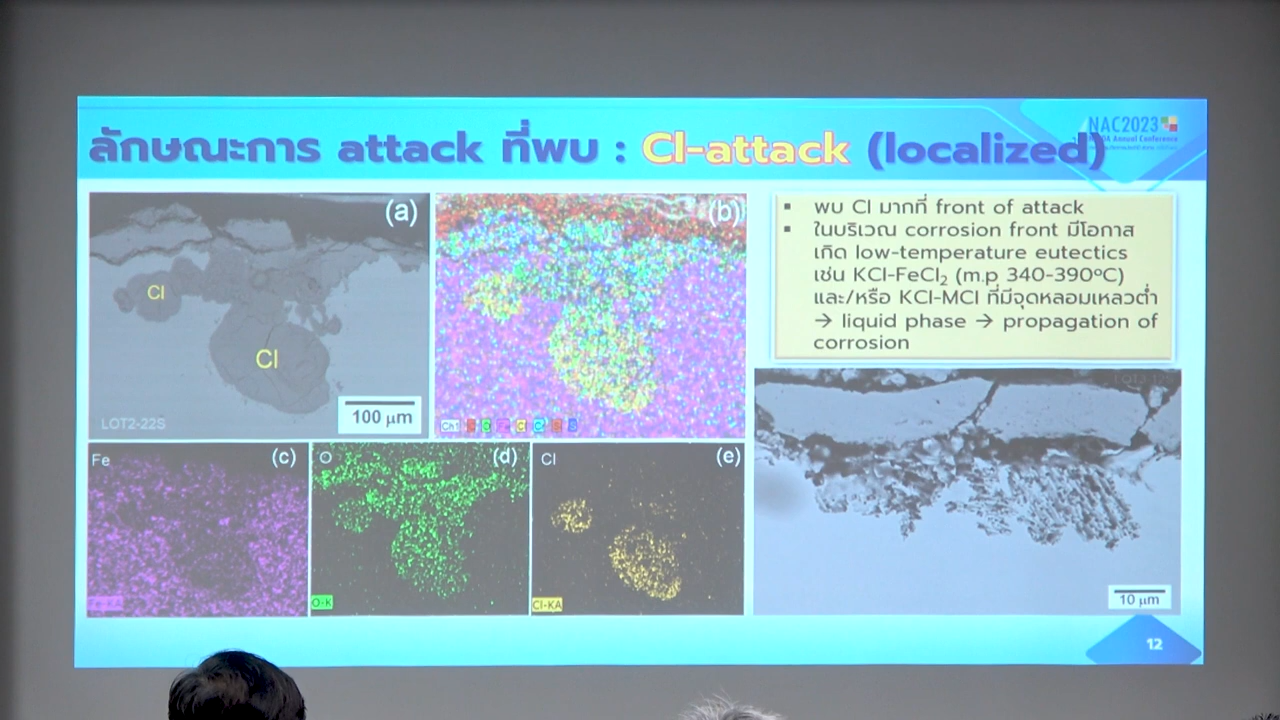 ลักษณะการ attack ที่พบ : Cl-attack (localized)
NAC2023
Annual Conference
(a)
Cl
Cl
100 µm
LOT2-22S
(b)
Fe
(c)
Fe-KA
O
(d)
O-K
Cl
(e)
Cl-KA
▪ พบ Cl มากที่ front of attack
▪ ในบริเวณ corrosion front มีโอกาส
เกิด low-temperature eutectics
เช่น KCl-FeCl₂ (m.p 340-390ºC)
และ/หรือ KCl-MCl ที่มีจุดหลอมเหลวต่ำ
→ liquid phase → propagation of
corrosion
10 µm
12